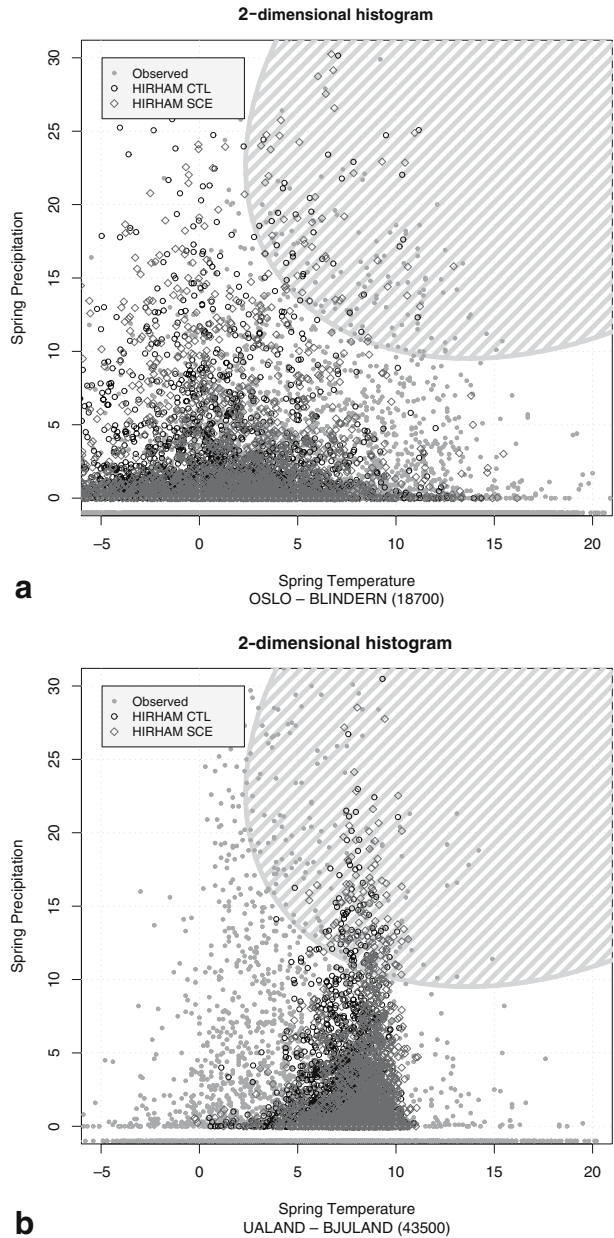 2-dimensional histogram
Observed
HIRHAM CTL
HIRHAM SCE
Spring Precipitation
30
25
20
15
10
5
0
−5 0 5 10 15 20
Spring Temperature
OSLO – BLINDERN (18700)
a
2-dimensional histogram
Observed
HIRHAM CTL
HIRHAM SCE
Spring Precipitation
30
25
20
15
10
5
0
−5 0 5 10 15 20
Spring Temperature
UALAND – BJULAND (43500)
b